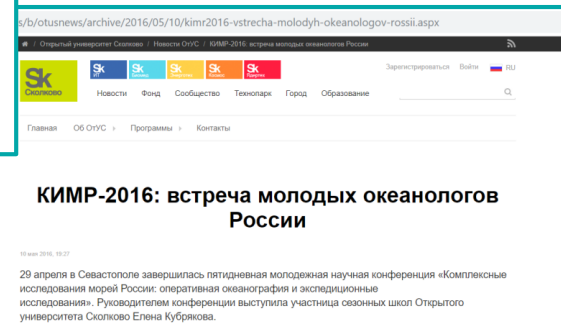 s/b/otusnews/archive/2016/05/10/kimr2016-vstrecha-molodyh-okeanologov-rossii.aspx
/ Открытый университет Сколково / Новости ОтУС / КИМР-2016: встреча молодых океанологов России
Sk Sk Sk Sk Sk Sk
Зарегистрироваться Войти RU
Сколково
Новости Фонд Сообщество Технопарк Город Образование
Главная Об ОтУС › Программы › Контакты
КИМР-2016: встреча молодых океанологов
России
10 мая 2016, 19:27
29 апреля в Севастополе завершилась пятидневная молодежная научная конференция «Комплексные
исследования морей России: оперативная океанография и экспедиционные
исследования». Руководителем конференции выступила участница сезонных школ Открытого
университета Сколково Елена Кубрякова.